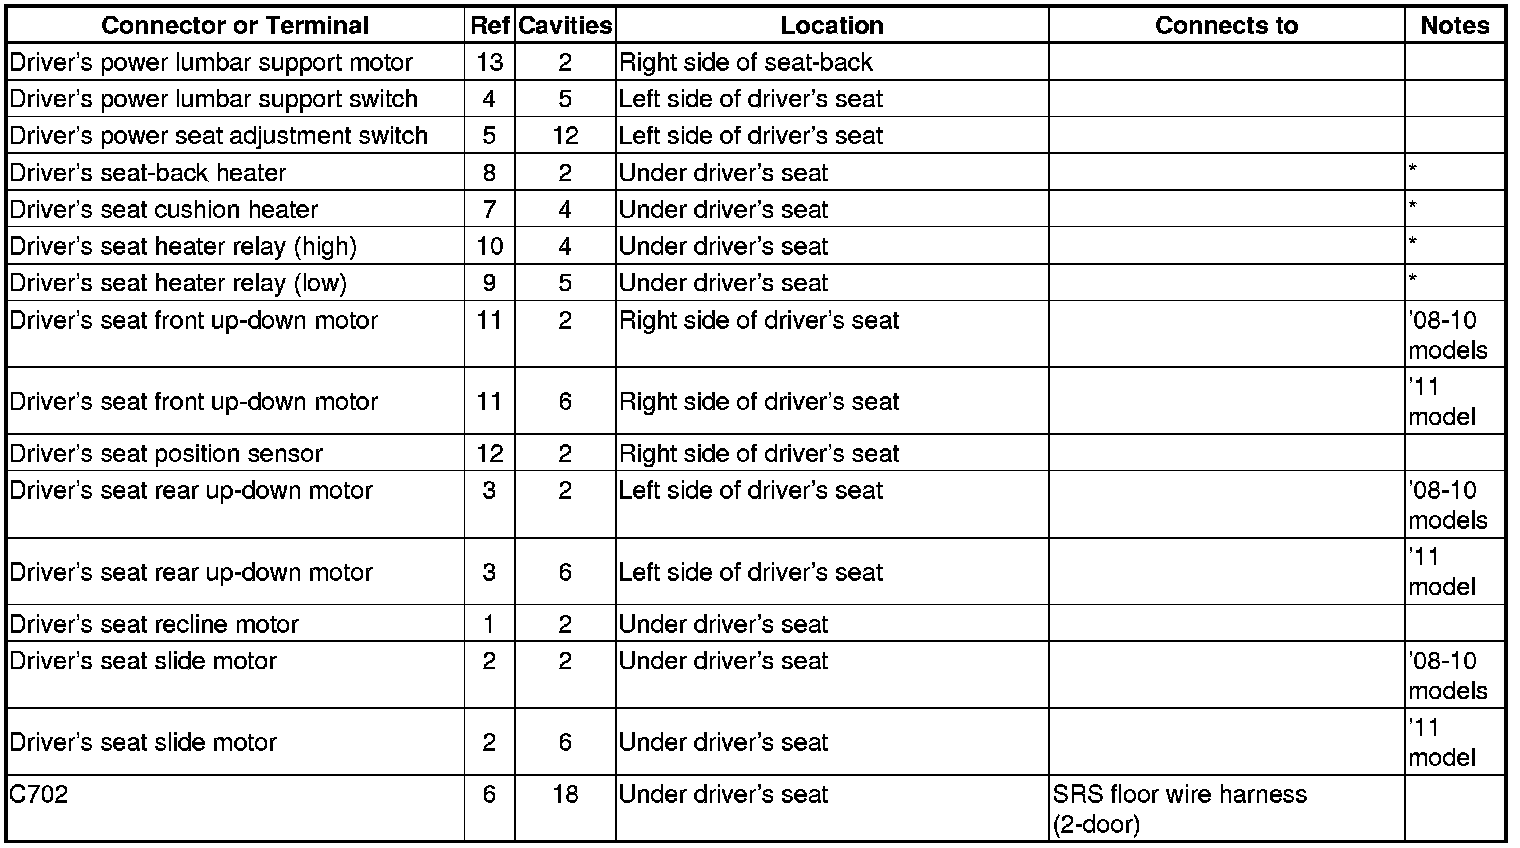 Connector or Terminal Ref Cavities Location Connects to Notes
Driver's power lumbar support motor 13 2 Right side of seat-back
Driver's power lumbar support switch 4 5 Left side of driver's seat
Driver's power seat adjustment switch 5 12 Left side of driver's seat
Driver's seat-back heater 8 2 Under driver's seat *
Driver's seat cushion heater 7 4 Under driver's seat *
Driver's seat heater relay (high) 10 4 Under driver's seat *
Driver's seat heater relay (low) 9 5 Under driver's seat *
Driver's seat front up-down motor 11 2 Right side of driver's seat '08-10
models
Driver's seat front up-down motor 11 6 Right side of driver's seat '11
model
Driver's seat position sensor 12 2 Right side of driver's seat
Driver's seat rear up-down motor 3 2 Left side of driver's seat '08-10
models
Driver's seat rear up-down motor 3 6 Left side of driver's seat '11
model
Driver's seat recline motor 1 2 Under driver's seat
Driver's seat slide motor 2 2 Under driver's seat '08-10
models
Driver's seat slide motor 2 6 Under driver's seat '11
model
C702 6 18 Under driver's seat SRS floor wire harness
(2-door)